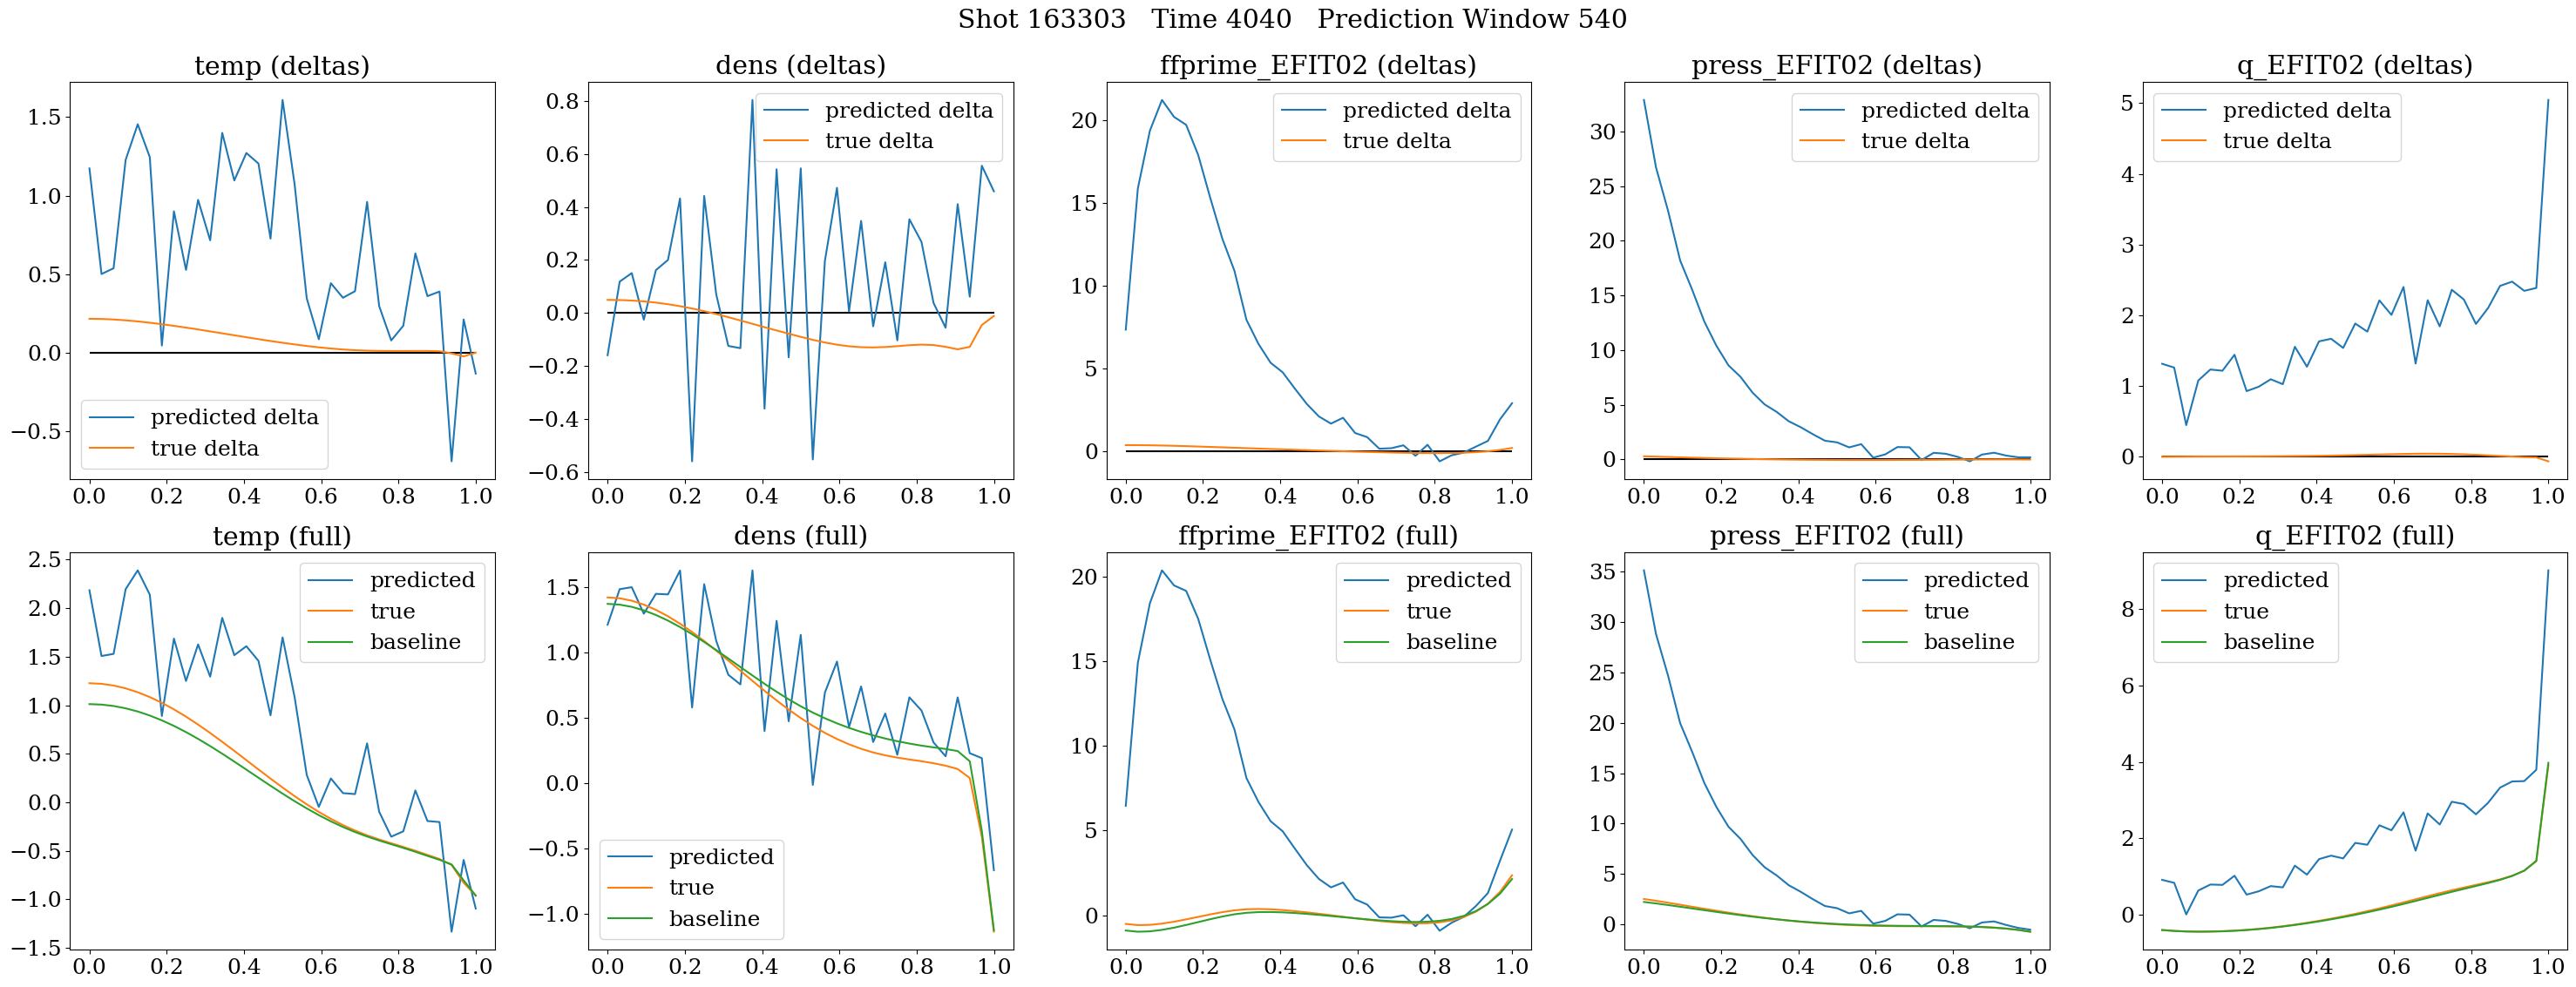 Shot 163303   Time 4040   Prediction Window 540
temp (deltas)
1.5
1.0
0.5
0.0
−0.5
predicted delta
true delta
0.0 0.2 0.4 0.6 0.8 1.0
dens (deltas)
0.8
0.6
0.4
0.2
0.0
−0.2
−0.4
−0.6
predicted delta
true delta
0.0 0.2 0.4 0.6 0.8 1.0
ffprime_EFIT02 (deltas)
20
15
10
5
0
predicted delta
true delta
0.0 0.2 0.4 0.6 0.8 1.0
press_EFIT02 (deltas)
30
25
20
15
10
5
0
predicted delta
true delta
0.0 0.2 0.4 0.6 0.8 1.0
q_EFIT02 (deltas)
5
4
3
2
1
0
predicted delta
true delta
0.0 0.2 0.4 0.6 0.8 1.0
temp (full)
2.5
2.0
1.5
1.0
0.5
0.0
−0.5
−1.0
−1.5
predicted
true
baseline
0.0 0.2 0.4 0.6 0.8 1.0
dens (full)
1.5
1.0
0.5
0.0
−0.5
−1.0
predicted
true
baseline
0.0 0.2 0.4 0.6 0.8 1.0
ffprime_EFIT02 (full)
20
15
10
5
0
predicted
true
baseline
0.0 0.2 0.4 0.6 0.8 1.0
press_EFIT02 (full)
35
30
25
20
15
10
5
0
predicted
true
baseline
0.0 0.2 0.4 0.6 0.8 1.0
q_EFIT02 (full)
8
6
4
2
0
predicted
true
baseline
0.0 0.2 0.4 0.6 0.8 1.0